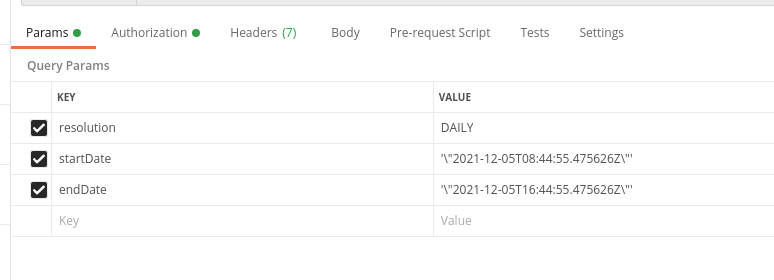 Params Authorization Headers (7) Body Pre-request Script Tests Settings
Query Params
KEY VALUE
resolution DAILY
startDate '\"2021-12-05T08:44:55.475626Z\"'
endDate '\"2021-12-05T16:44:55.475626Z\"'
Key Value